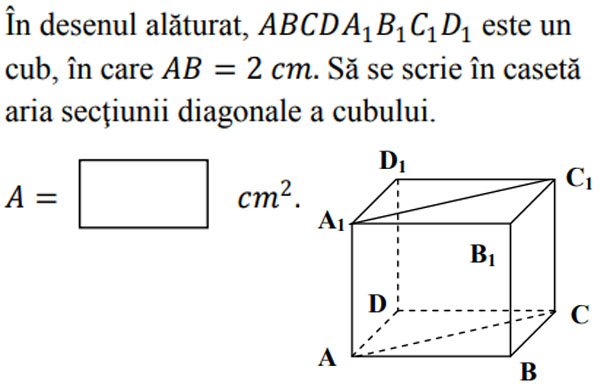 În desenul alăturat, ABCDA₁B₁C₁D₁ este un
cub, în care AB = 2 cm. Să se scrie în casetă
aria secţiunii diagonale a cubului.
A = cm².
D₁
C₁
A₁
B₁
D
C
A
B